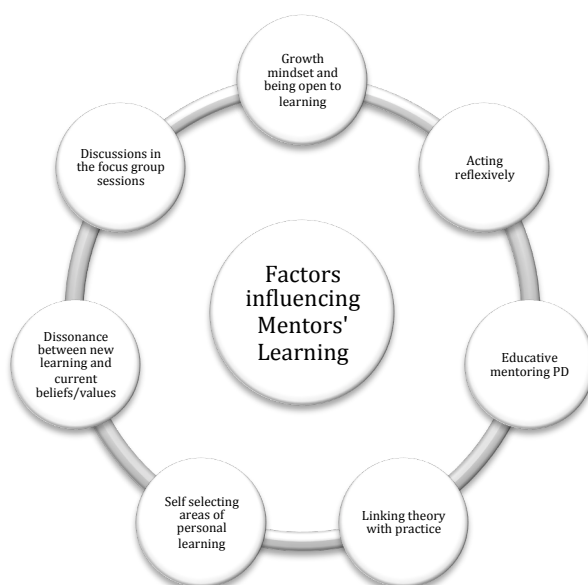 Growth
mindset and
being open to
learning
Acting
reflexively
Educative
mentoring PD
Linking theory
with practice
Self selecting
areas of
personal
learning
Dissonance
between new
learning and
current
beliefs/values
Discussions in
the focus group
sessions
Factors
influencing
Mentors'
Learning